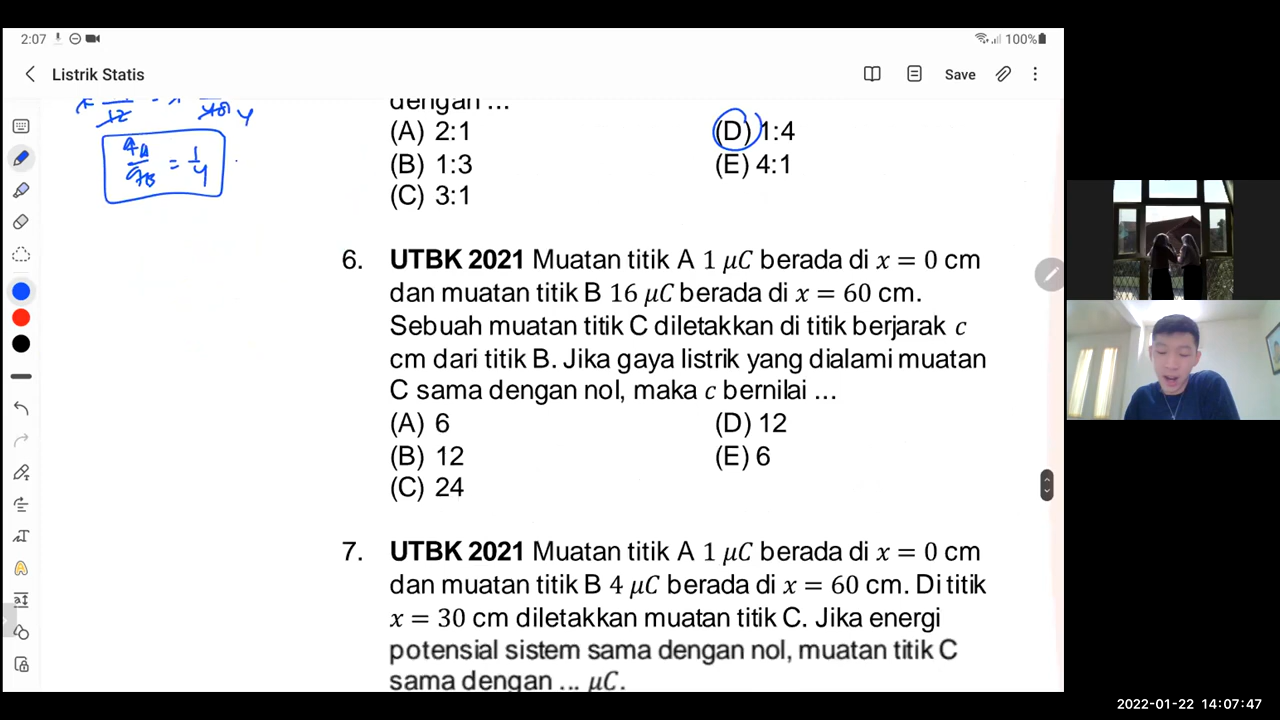 2:07
100%
Listrik Statis
Save
12
48 4
qA/qB = 1/4
dengan ...
(A) 2:1
(D) 1:4
(B) 1:3
(E) 4:1
(C) 3:1
6. UTBK 2021 Muatan titik A 1 μC berada di x = 0 cm
dan muatan titik B 16 μC berada di x = 60 cm.
Sebuah muatan titik C diletakkan di titik berjarak c
cm dari titik B. Jika gaya listrik yang dialami muatan
C sama dengan nol, maka c bernilai ...
(A) 6
(D) 12
(B) 12
(E) 6
(C) 24
7. UTBK 2021 Muatan titik A 1 μC berada di x = 0 cm
dan muatan titik B 4 μC berada di x = 60 cm. Di titik
x = 30 cm diletakkan muatan titik C. Jika energi
potensial sistem sama dengan nol, muatan titik C
sama dengan ... μC.
2022-01-22 14:07:47